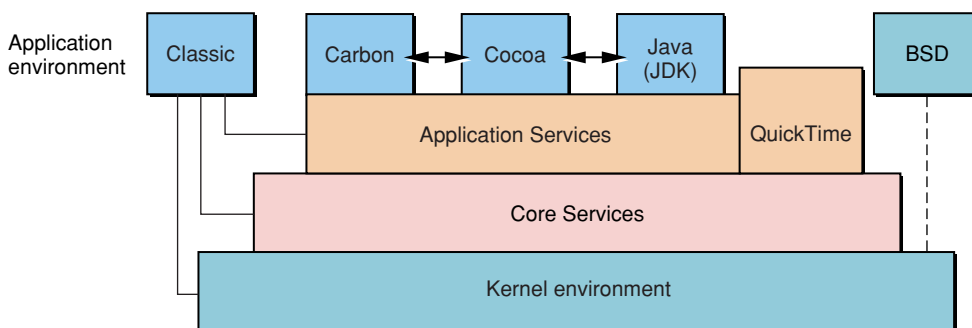 Application
environment
Classic
Carbon
Cocoa
Java
(JDK)
BSD
Application Services
QuickTime
Core Services
Kernel environment